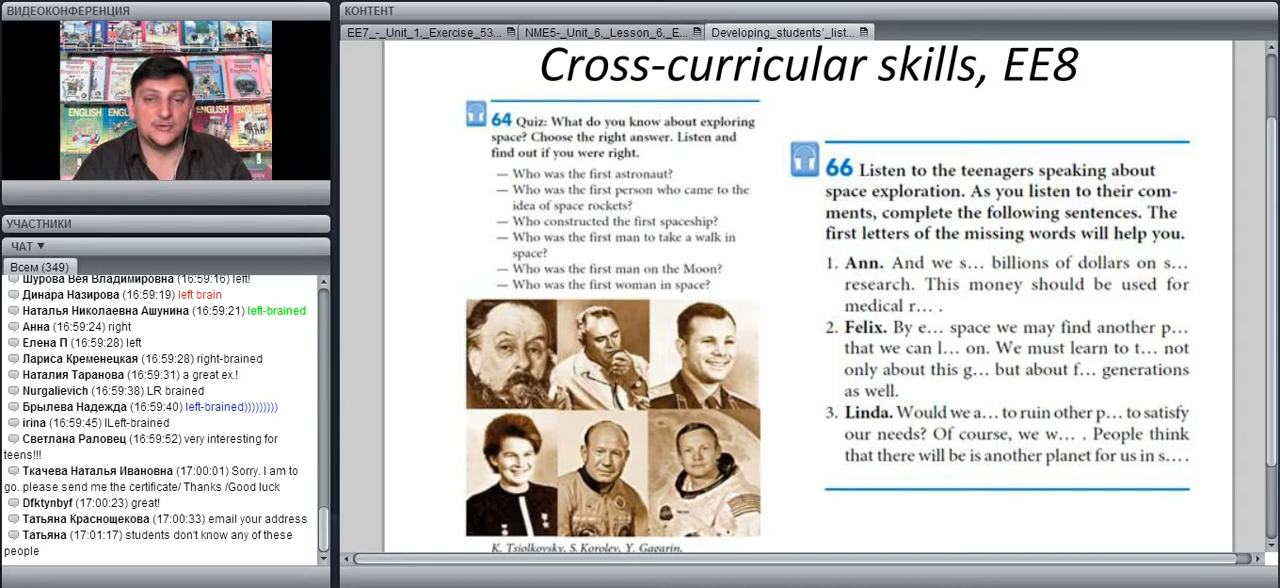 ВИДЕОКОНФЕРЕНЦИЯ
ENGLISH
ENGLISH
УЧАСТНИКИ
ЧАТ ▼
Всем (349)
Шурова Вея Владимировна (16:59:16) left!
Динара Назирова (16:59:19) left brain
Наталья Николаевна Ашунина (16:59:21) left-brained
Анна (16:59:24) right
Елена П (16:59:28) left
Лариса Кременецкая (16:59:28) right-brained
Наталия Таранова (16:59:31) a great ex.!
Nurgalievich (16:59:38) LR brained
Брылева Надежда (16:59:40) left-brained)))))))))
irina (16:59:45) lLeft-brained
Светлана Раловец (16:59:52) very interesting for
teens!!!
Ткачева Наталья Ивановна (17:00:01) Sorry. I am to
go. please send me the certificate/ Thanks /Good luck
Dfktynbyf (17:00:23) great!
Татьяна Краснощекова (17:00:33) email your address
Татьяна (17:01:17) students don't know any of these
people
КОНТЕНТ
EE7_-_Unit_1,_Exercise_53...
NME5-_Unit_6,_Lesson_6,_E...
Developing_students'_list...
Cross-curricular skills, EE8
64 Quiz: What do you know about exploring
space? Choose the right answer. Listen and
find out if you were right.
— Who was the first astronaut?
— Who was the first person who came to the
idea of space rockets?
— Who constructed the first spaceship?
— Who was the first man to take a walk in
space?
— Who was the first man on the Moon?
— Who was the first woman in space?
K. Tsiolkovsky, S. Korolev, Y. Gagarin,
66 Listen to the teenagers speaking about
space exploration. As you listen to their com-
ments, complete the following sentences. The
first letters of the missing words will help you.
1. Ann. And we s... billions of dollars on s...
research. This money should be used for
medical r... .
2. Felix. By e... space we may find another p...
that we can l... on. We must learn to t... not
only about this g... but about f... generations
as well.
3. Linda. Would we a... to ruin other p... to satisfy
our needs? Of course, we w... . People think
that there will be is another planet for us in s... .